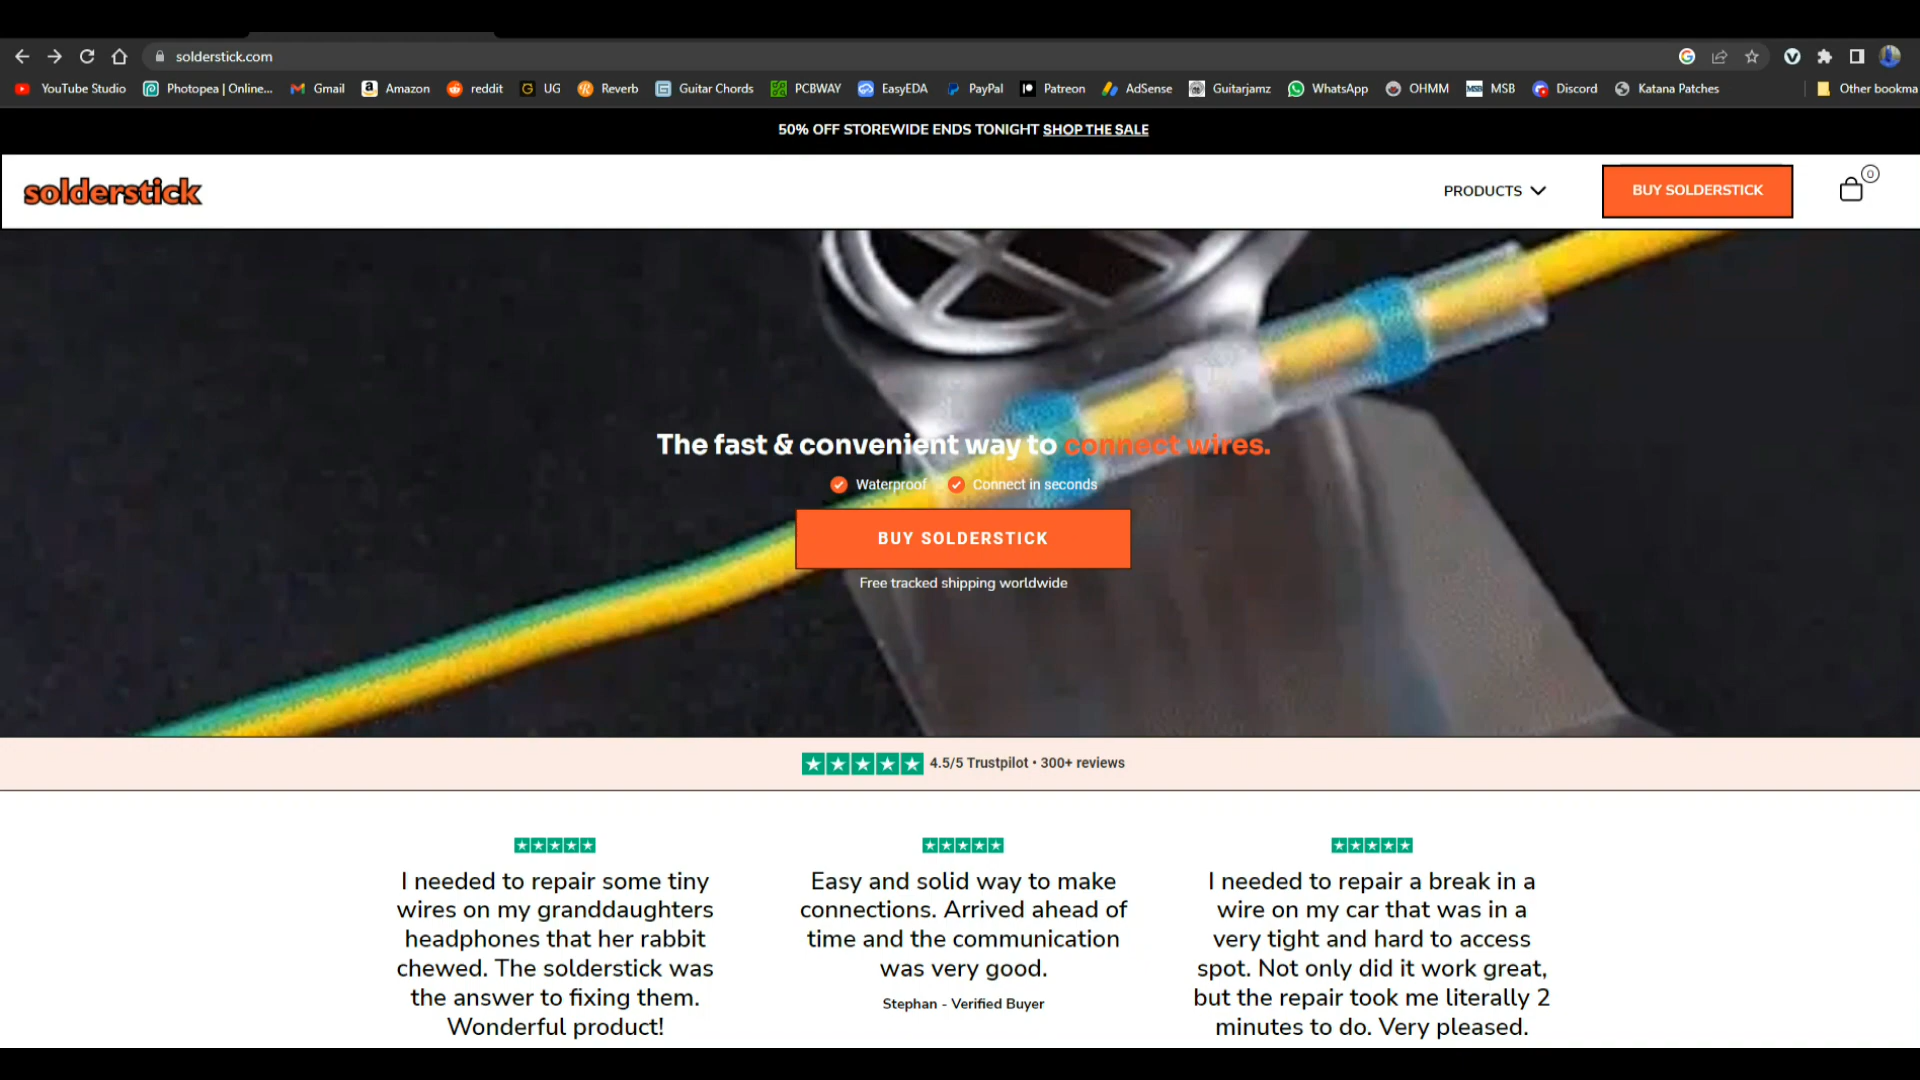 solderstick.com
YouTube Studio Photopea | Online... Gmail Amazon reddit UG Reverb Guitar Chords PCBWAY EasyEDA PayPal Patreon AdSense Guitarjamz WhatsApp OHMM MSB Discord Katana Patches Other bookma
50% OFF STOREWIDE ENDS TONIGHT SHOP THE SALE
solderstick PRODUCTS BUY SOLDERSTICK 0
The fast & convenient way to connect wires.
Waterproof Connect in seconds
BUY SOLDERSTICK
Free tracked shipping worldwide
4.5/5 Trustpilot • 300+ reviews
I needed to repair some tiny
wires on my granddaughters
headphones that her rabbit
chewed. The solderstick was
the answer to fixing them.
Wonderful product!
Easy and solid way to make
connections. Arrived ahead of
time and the communication
was very good.
Stephan - Verified Buyer
I needed to repair a break in a
wire on my car that was in a
very tight and hard to access
spot. Not only did it work great,
but the repair took me literally 2
minutes to do. Very pleased.